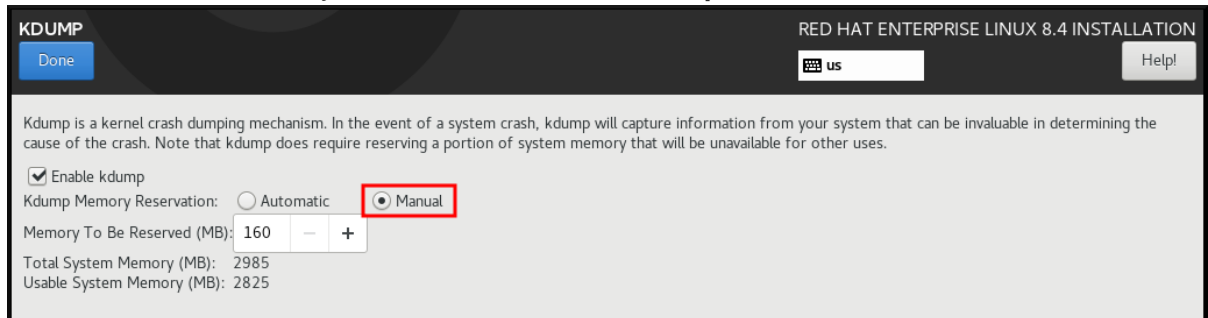 KDUMP
RED HAT ENTERPRISE LINUX 8.4 INSTALLATION
Done
us
Help!
Kdump is a kernel crash dumping mechanism. In the event of a system crash, kdump will capture information from your system that can be invaluable in determining the
cause of the crash. Note that kdump does require reserving a portion of system memory that will be unavailable for other uses.
Enable kdump
Kdump Memory Reservation: Automatic Manual
Memory To Be Reserved (MB): 160 − +
Total System Memory (MB): 2985
Usable System Memory (MB): 2825